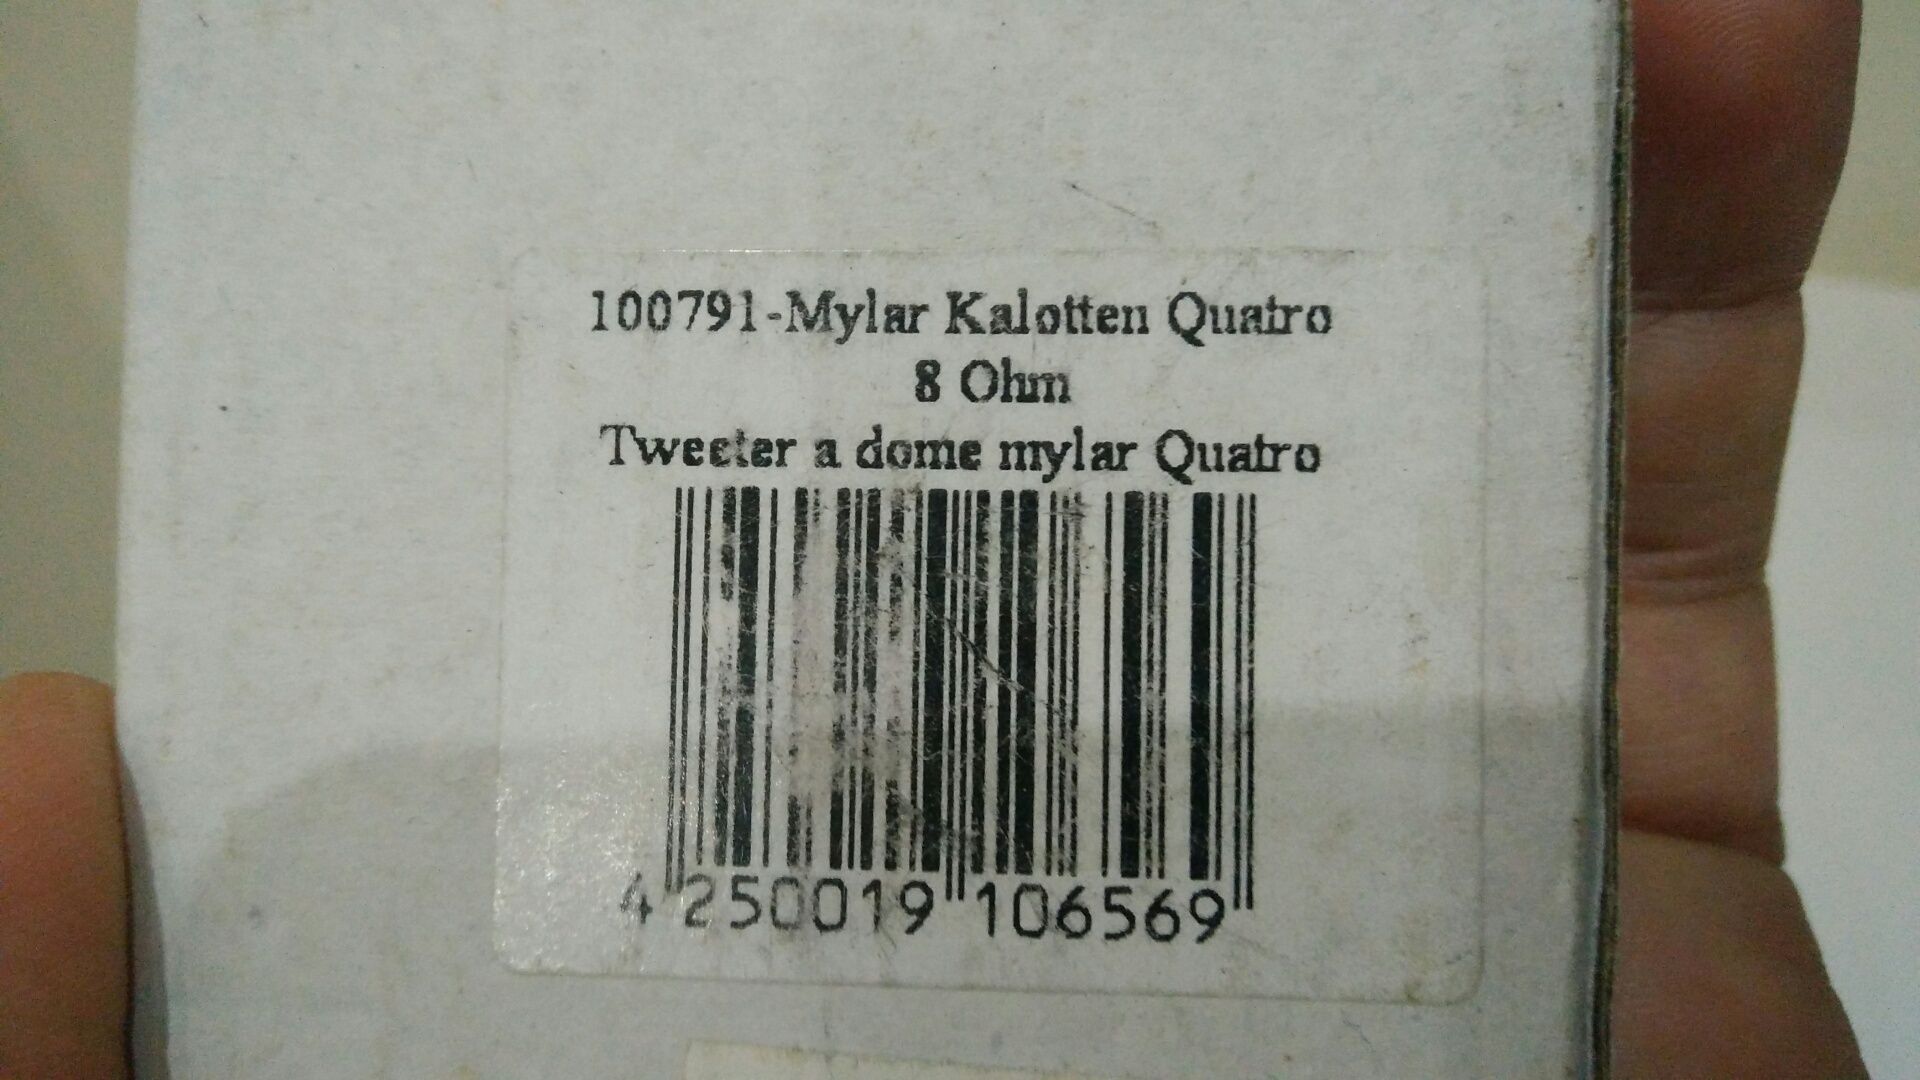 100791-Mylar Kalotten Quatro
8 Ohm
Tweeter a dome mylar Quatro
4 250019 106569